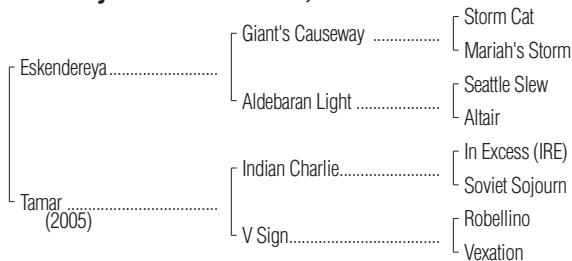 Storm Cat
Giant's Causeway ..................
Mariah's Storm
Eskendereya.............................
Seattle Slew
Aldebaran Light ......................
Altair
In Excess (IRE)
Indian Charlie...........................
Soviet Sojourn
Tamar .................................
(2005)
Robellino
V Sign........................................
Vexation